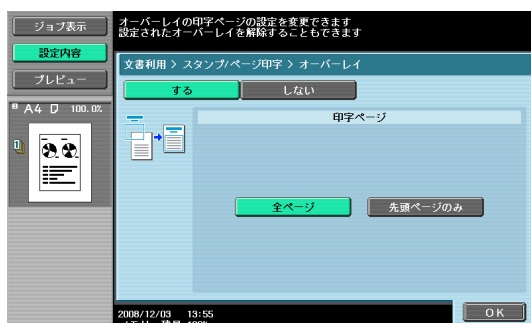 ジョブ表示
設定内容
プレビュー
A4 100.0%
オーバーレイの印字ページの設定を変更できます
設定されたオーバーレイを解除することもできます
文書利用 > スタンプ/ページ印字 > オーバーレイ
する
しない
印字ページ
全ページ
先頭ページのみ
2008/12/03 13:55
OK